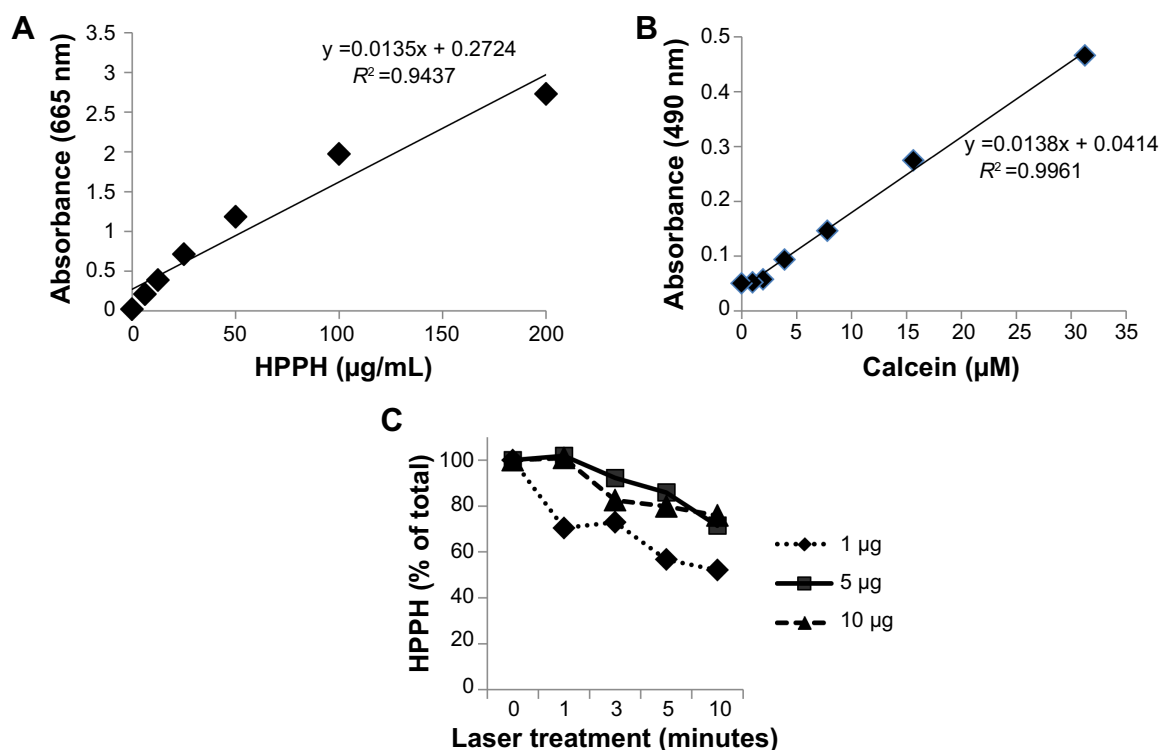 A
Absorbance (665 nm)
3.5
3
2.5
2
1.5
1
0.5
0
y =0.0135x + 0.2724
R² =0.9437
0 50 100 150 200
HPPH (µg/mL)
B
Absorbance (490 nm)
0.5
0.4
0.3
0.2
0.1
0
y =0.0138x + 0.0414
R² =0.9961
0 5 10 15 20 25 30 35
Calcein (µM)
C
HPPH (% of total)
100
80
60
40
20
0
0 1 3 5 10
Laser treatment (minutes)
1 µg
5 µg
10 µg